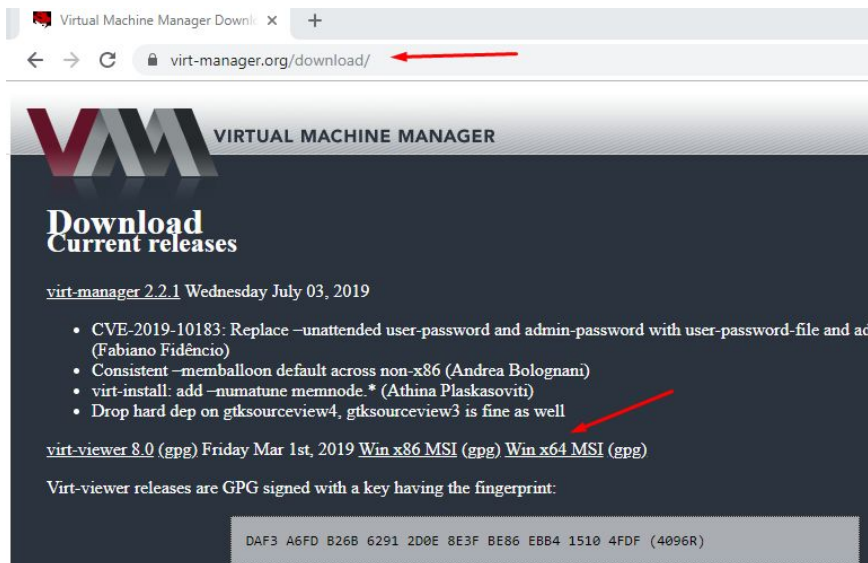 Virtual Machine Manager Downl
virt-manager.org/download/
VIRTUAL MACHINE MANAGER
Download
Current releases
virt-manager 2.2.1 Wednesday July 03, 2019
CVE-2019-10183: Replace –unattended user-password and admin-password with user-password-file and ad
(Fabiano Fidêncio)
Consistent –memballoon default across non-x86 (Andrea Bolognani)
virt-install: add –numatune memnode.* (Athina Plaskasoviti)
Drop hard dep on gtksourceview4, gtksourceview3 is fine as well
virt-viewer 8.0 (gpg) Friday Mar 1st, 2019 Win x86 MSI (gpg) Win x64 MSI (gpg)
Virt-viewer releases are GPG signed with a key having the fingerprint:
DAF3 A6FD B26B 6291 2D0E 8E3F BE86 EBB4 1510 4FDF (4096R)